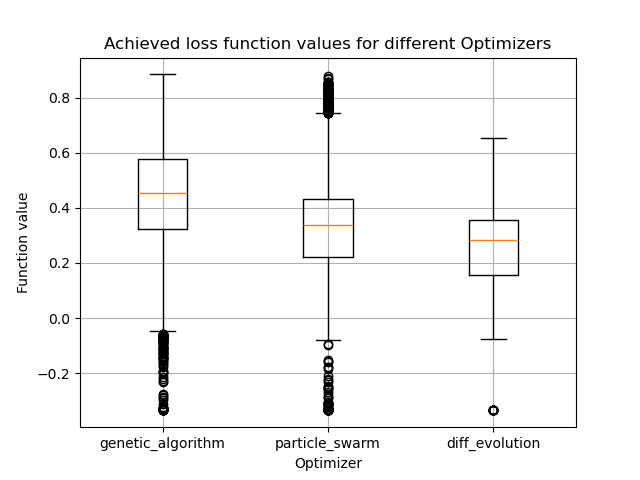 Achieved loss function values for different Optimizers
Function value
0.8
0.6
0.4
0.2
0.0
−0.2
genetic_algorithm particle_swarm diff_evolution
Optimizer